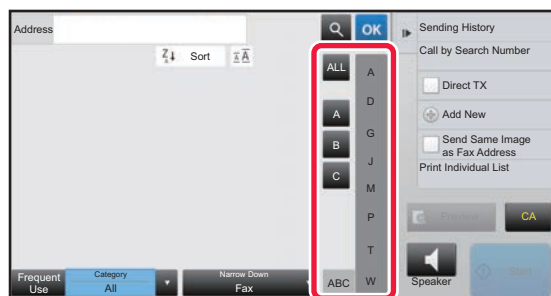 Address
OK
Sort
ALL
A
B
C
ABC
A
D
G
J
M
P
T
W
Sending History
Call by Search Number
Direct TX
Add New
Send Same Image
as Fax Address
Print Individual List
Preview
CA
Speaker
Start
Frequent
Use
Category
All
Narrow Down
Fax